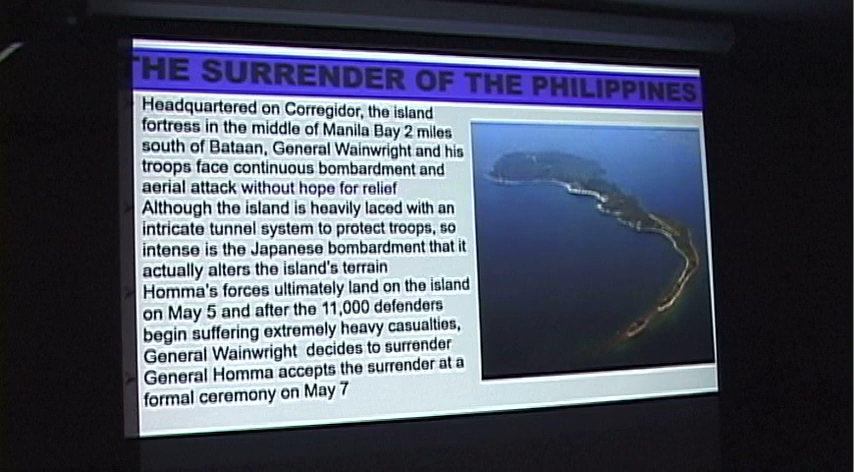 THE SURRENDER OF THE PHILIPPINES
Headquartered on Corregidor, the island
fortress in the middle of Manila Bay 2 miles
south of Bataan, General Wainwright and his
troops face continuous bombardment and
aerial attack without hope for relief
Although the island is heavily laced with an
intricate tunnel system to protect troops, so
intense is the Japanese bombardment that it
actually alters the island's terrain
Homma's forces ultimately land on the island
on May 5 and after the 11,000 defenders
begin suffering extremely heavy casualties,
General Wainwright decides to surrender
General Homma accepts the surrender at a
formal ceremony on May 7